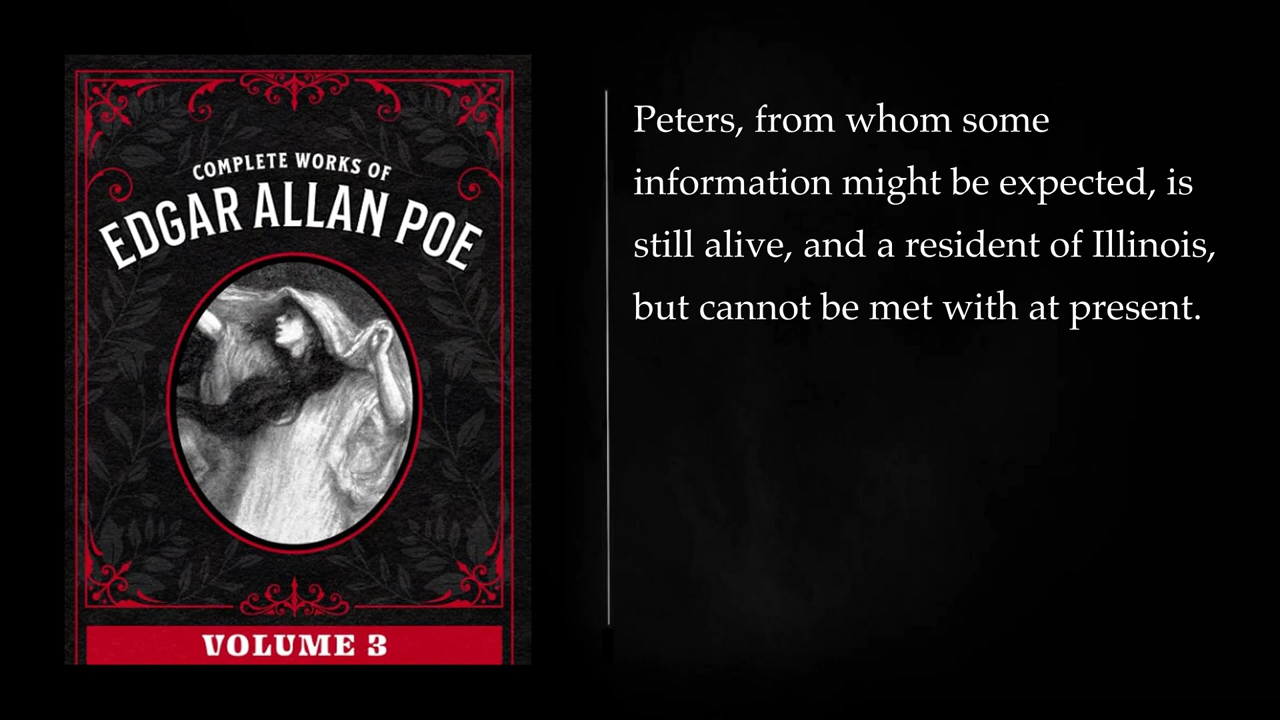 COMPLETE WORKS OF
EDGAR ALLAN POE
VOLUME 3
Peters, from whom some
information might be expected, is
still alive, and a resident of Illinois,
but cannot be met with at present.